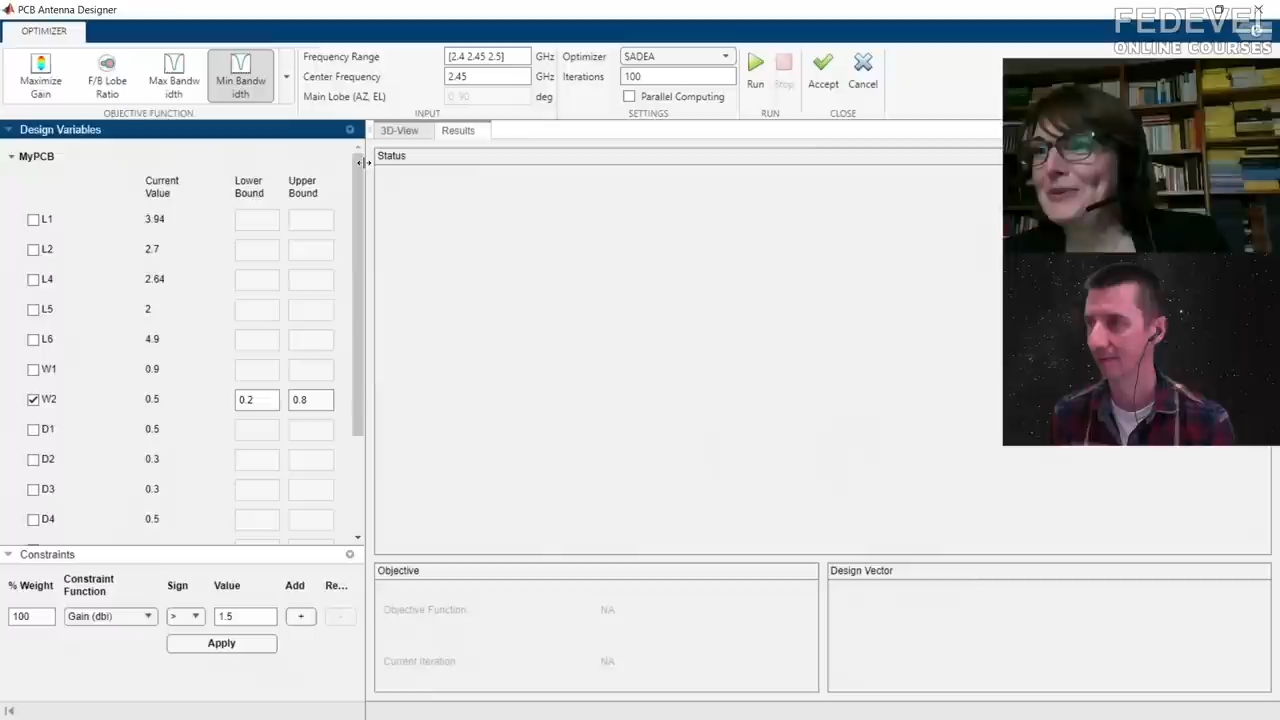 PCB Antenna Designer
FEDEVEL
ONLINE COURSES
OPTIMIZER
Maximize
Gain
F/B Lobe
Ratio
Max Bandw
idth
Min Bandw
idth
OBJECTIVE FUNCTION
Frequency Range [2.4 2.45 2.5] GHz
Center Frequency 2.45 GHz
Main Lobe (AZ, EL) 0 90 deg
INPUT
Optimizer SADEA
Iterations 100
Parallel Computing
SETTINGS
Run Stop
RUN
Accept Cancel
CLOSE
Design Variables
MyPCB
Current
Value
Lower
Bound
Upper
Bound
L1 3.94
L2 2.7
L4 2.64
L5 2
L6 4.9
W1 0.9
W2 0.5 0.2 0.8
D1 0.5
D2 0.3
D3 0.3
D4 0.5
Constraints
% Weight Constraint
Function Sign Value Add Re...
100 Gain (dbi) > 1.5 + -
Apply
3D-View Results
Status
Objective
Objective Function NA
Current Iteration NA
Design Vector